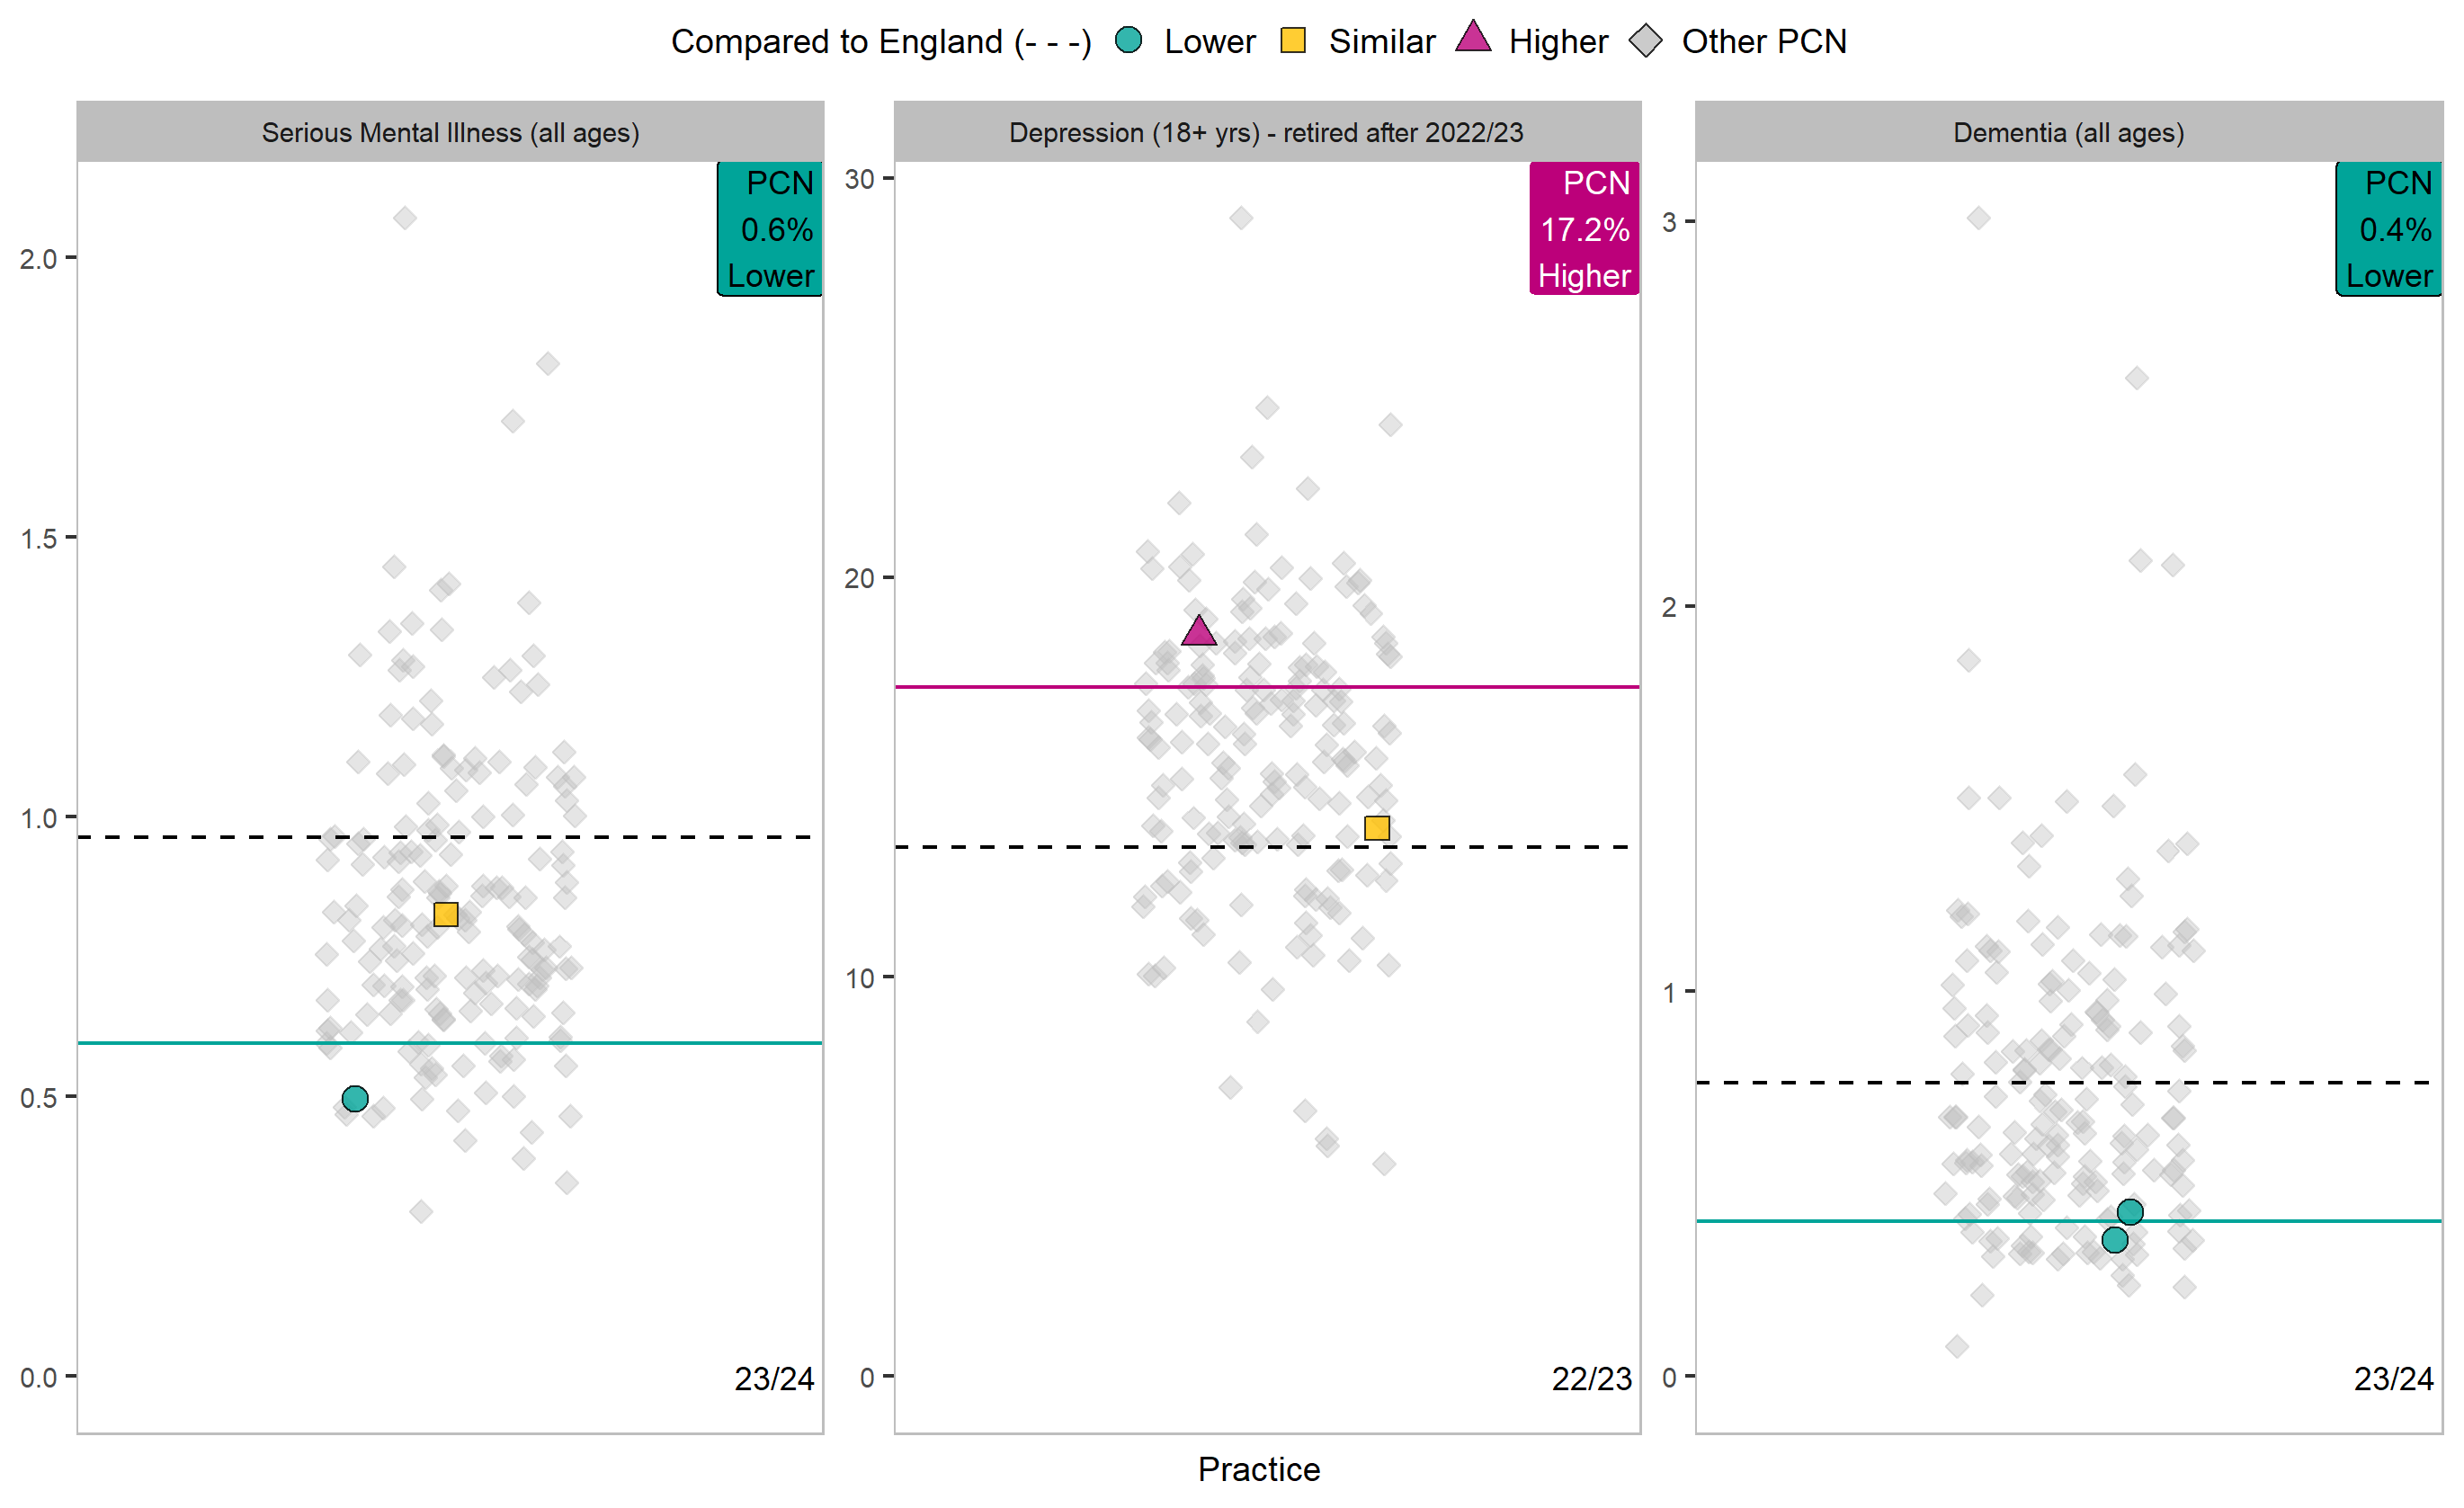 Compared to England (- - -) Lower Similar Higher Other PCN
Serious Mental Illness (all ages)
PCN
0.6%
Lower
2.0
1.5
1.0
0.5
0.0
23/24
Depression (18+ yrs) - retired after 2022/23
PCN
17.2%
Higher
30
20
10
0
22/23
Dementia (all ages)
PCN
0.4%
Lower
3
2
1
0
23/24
Practice